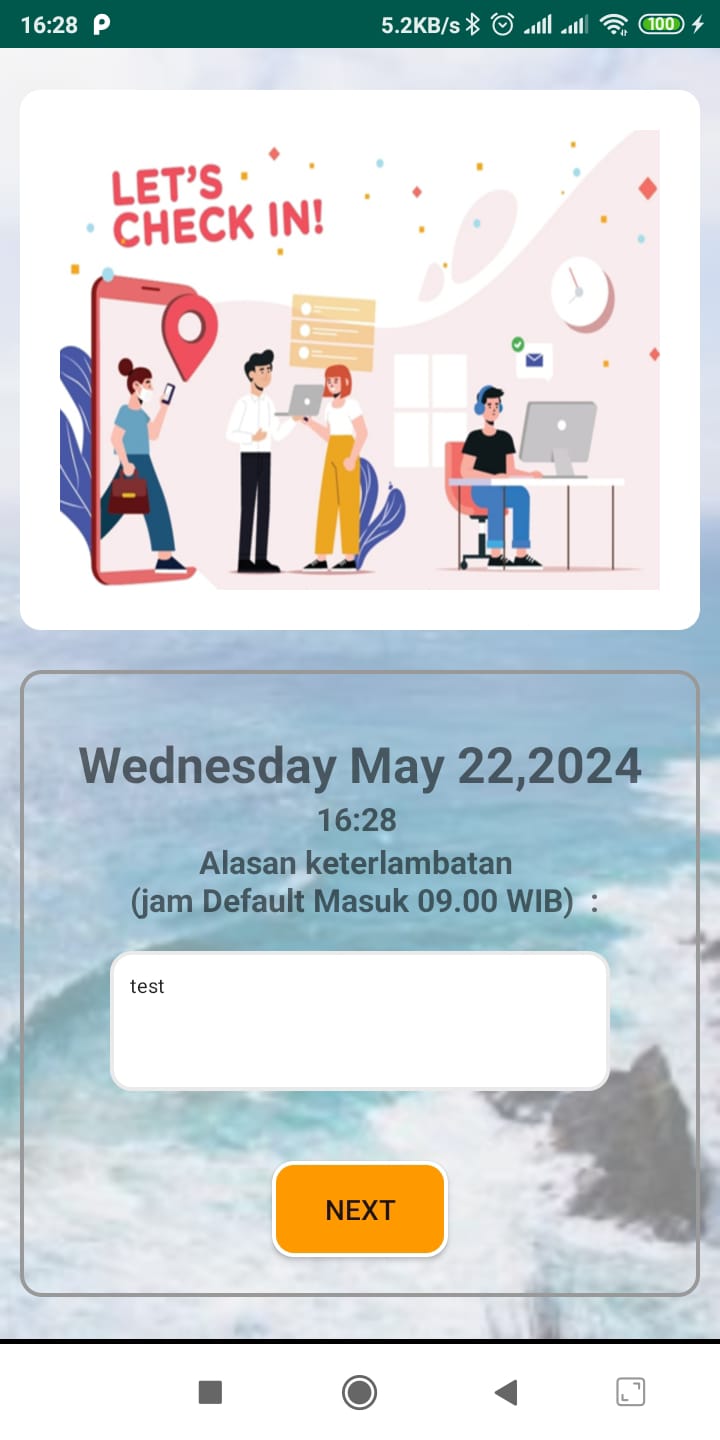 16:28
5.2KB/s
100
LET'S
CHECK IN!
Wednesday May 22,2024
16:28
Alasan keterlambatan
(jam Default Masuk 09.00 WIB)  :
test
NEXT